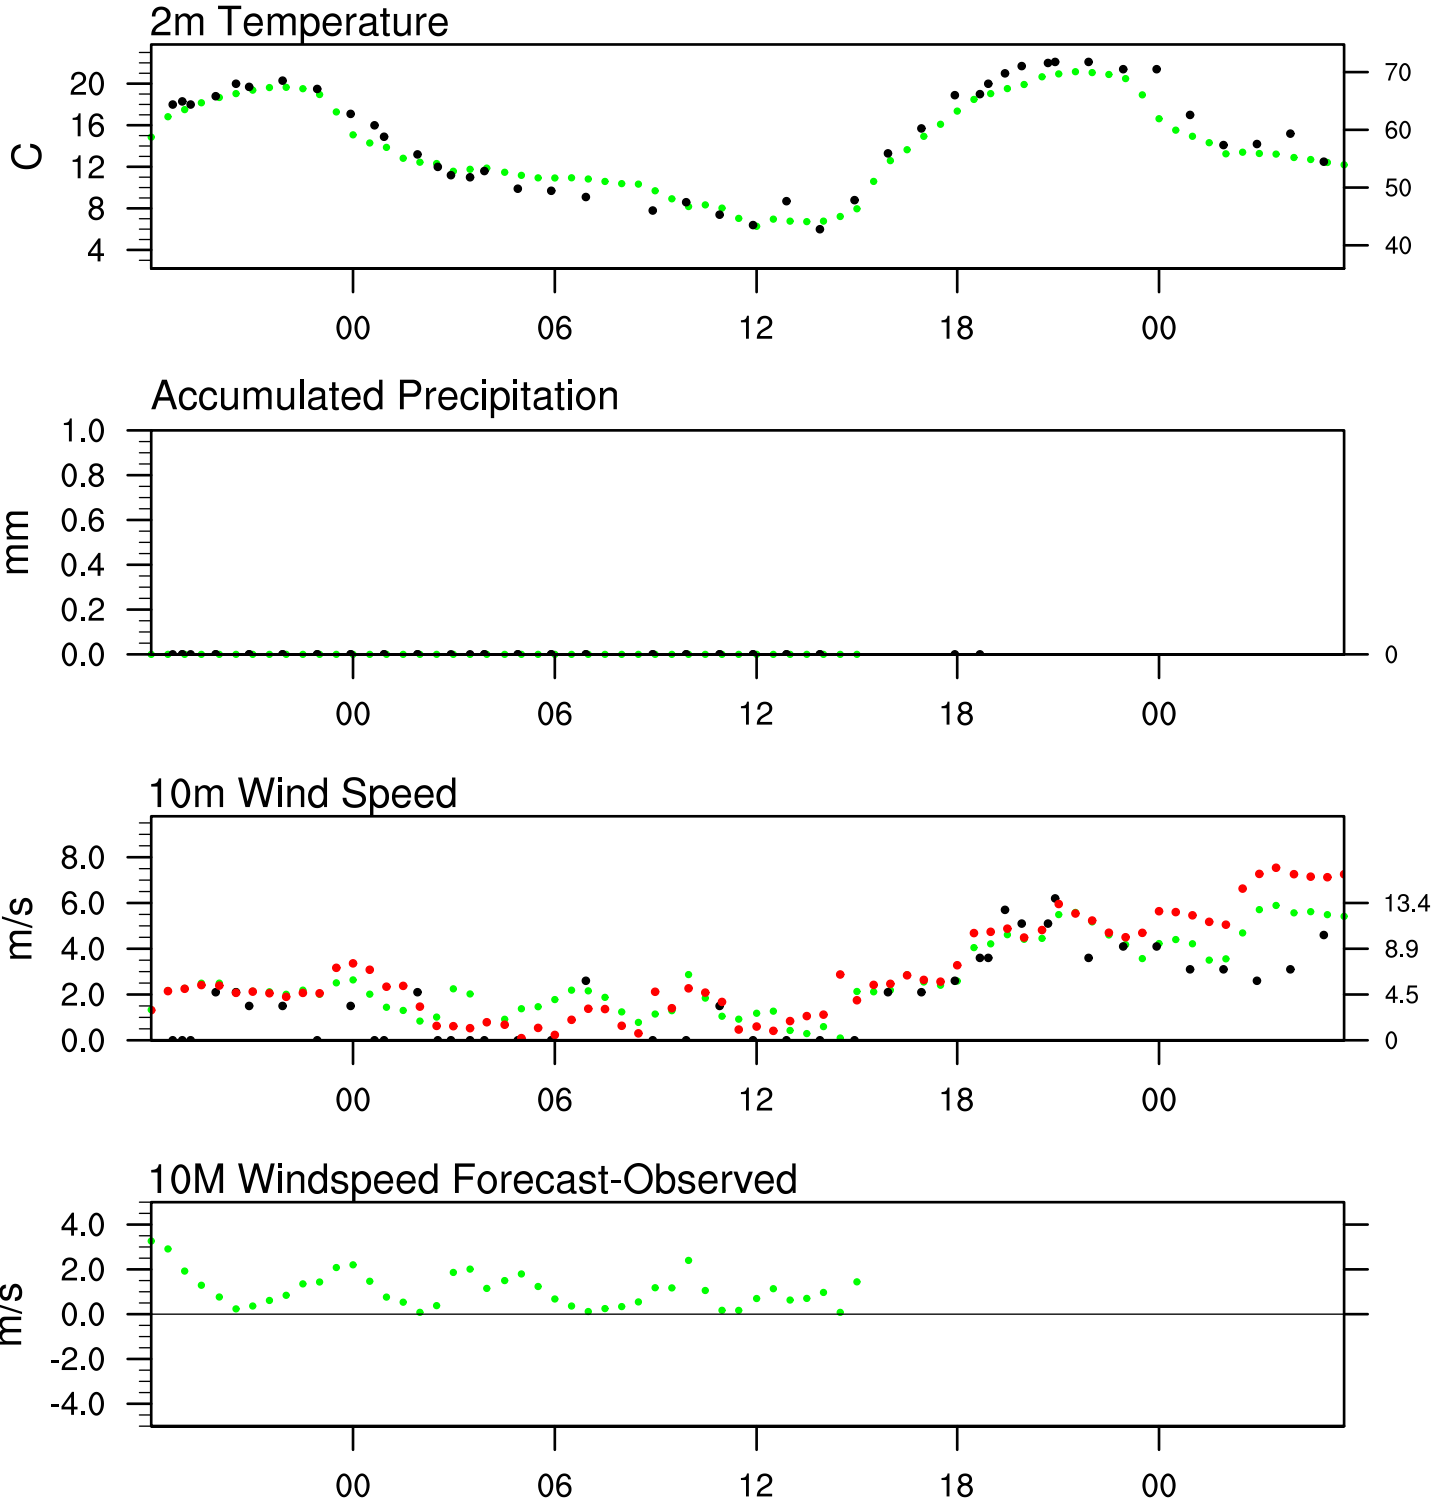 2m Temperature
C
20
16
12
8
4
70
60
50
40
00 06 12 18 00
Accumulated Precipitation
mm
1.0
0.8
0.6
0.4
0.2
0.0
0
00 06 12 18 00
10m Wind Speed
m/s
8.0
6.0
4.0
2.0
0.0
13.4
8.9
4.5
0
00 06 12 18 00
10M Windspeed Forecast-Observed
m/s
4.0
2.0
0.0
-2.0
-4.0
00 06 12 18 00